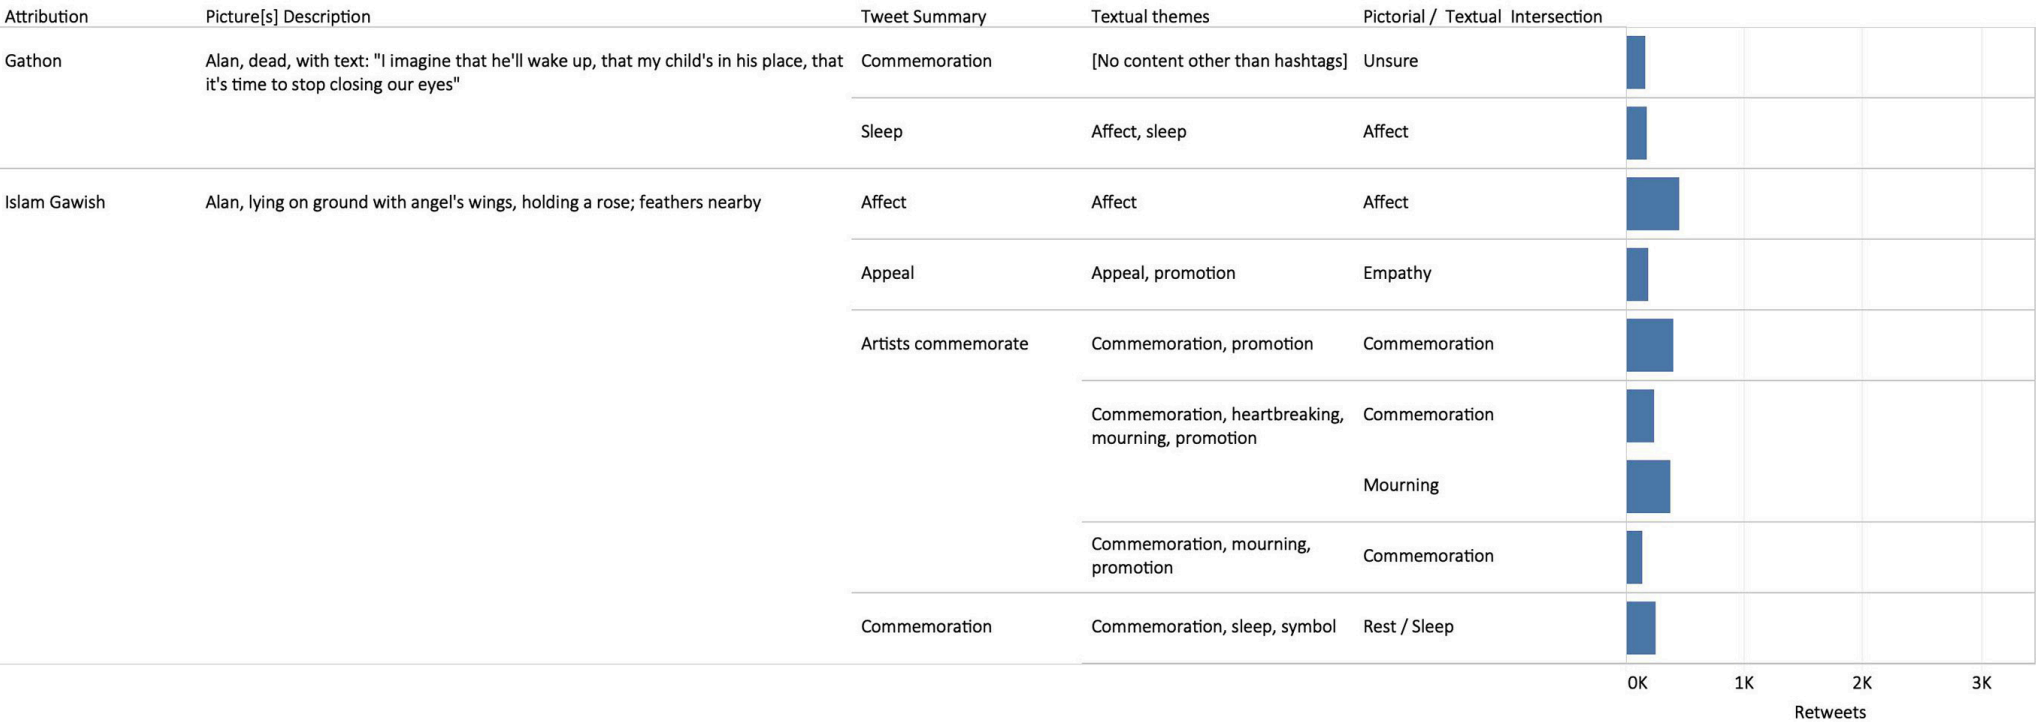 Attribution Picture[s] Description Tweet Summary Textual themes Pictorial / Textual Intersection
Gathon Alan, dead, with text: "I imagine that he'll wake up, that my child's in his place, that Commemoration [No content other than hashtags] Unsure
it's time to stop closing our eyes"
Sleep Affect, sleep Affect
Islam Gawish Alan, lying on ground with angel's wings, holding a rose; feathers nearby Affect Affect Affect
Appeal Appeal, promotion Empathy
Artists commemorate Commemoration, promotion Commemoration
Commemoration, heartbreaking, Commemoration
mourning, promotion
Mourning
Commemoration, mourning,
promotion
Commemoration
Commemoration Commemoration, sleep, symbol Rest / Sleep
0K 1K 2K 3K
Retweets